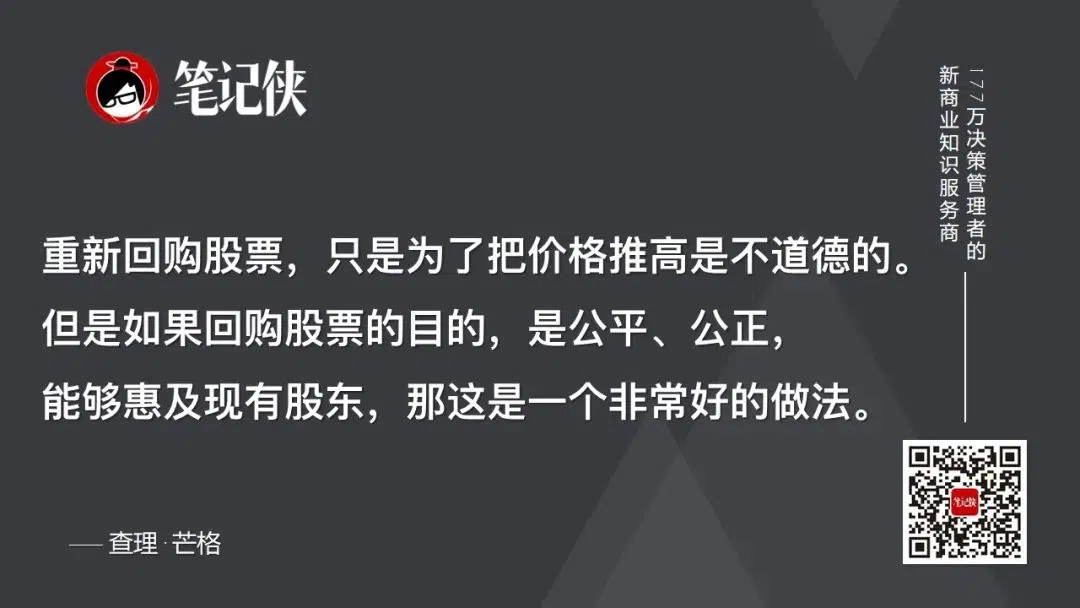 笔记侠
177万决策管理者的
新商业知识服务商
重新回购股票，只是为了把价格推高是不道德的。
但是如果回购股票的目的，是公平、公正，
能够惠及现有股东，那这是一个非常好的做法。
—— 查理·芒格
笔记侠